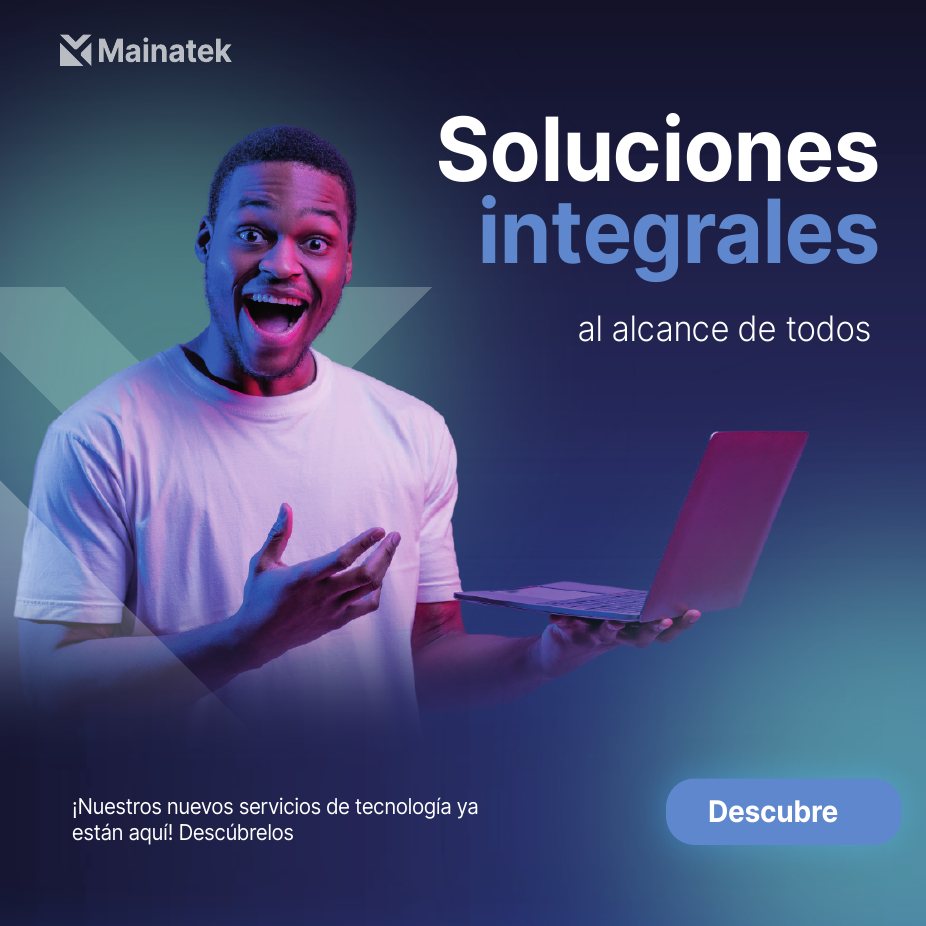 Mainatek
Soluciones
integrales
al alcance de todos
¡Nuestros nuevos servicios de tecnología ya
están aquí! Descúbrelos
Descubre